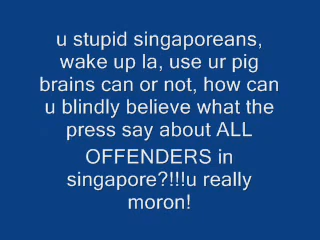 u stupid singaporeans,
wake up la, use ur pig
brains can or not, how can
u blindly believe what the
press say about ALL
OFFENDERS in
singapore?!!!u really
moron!